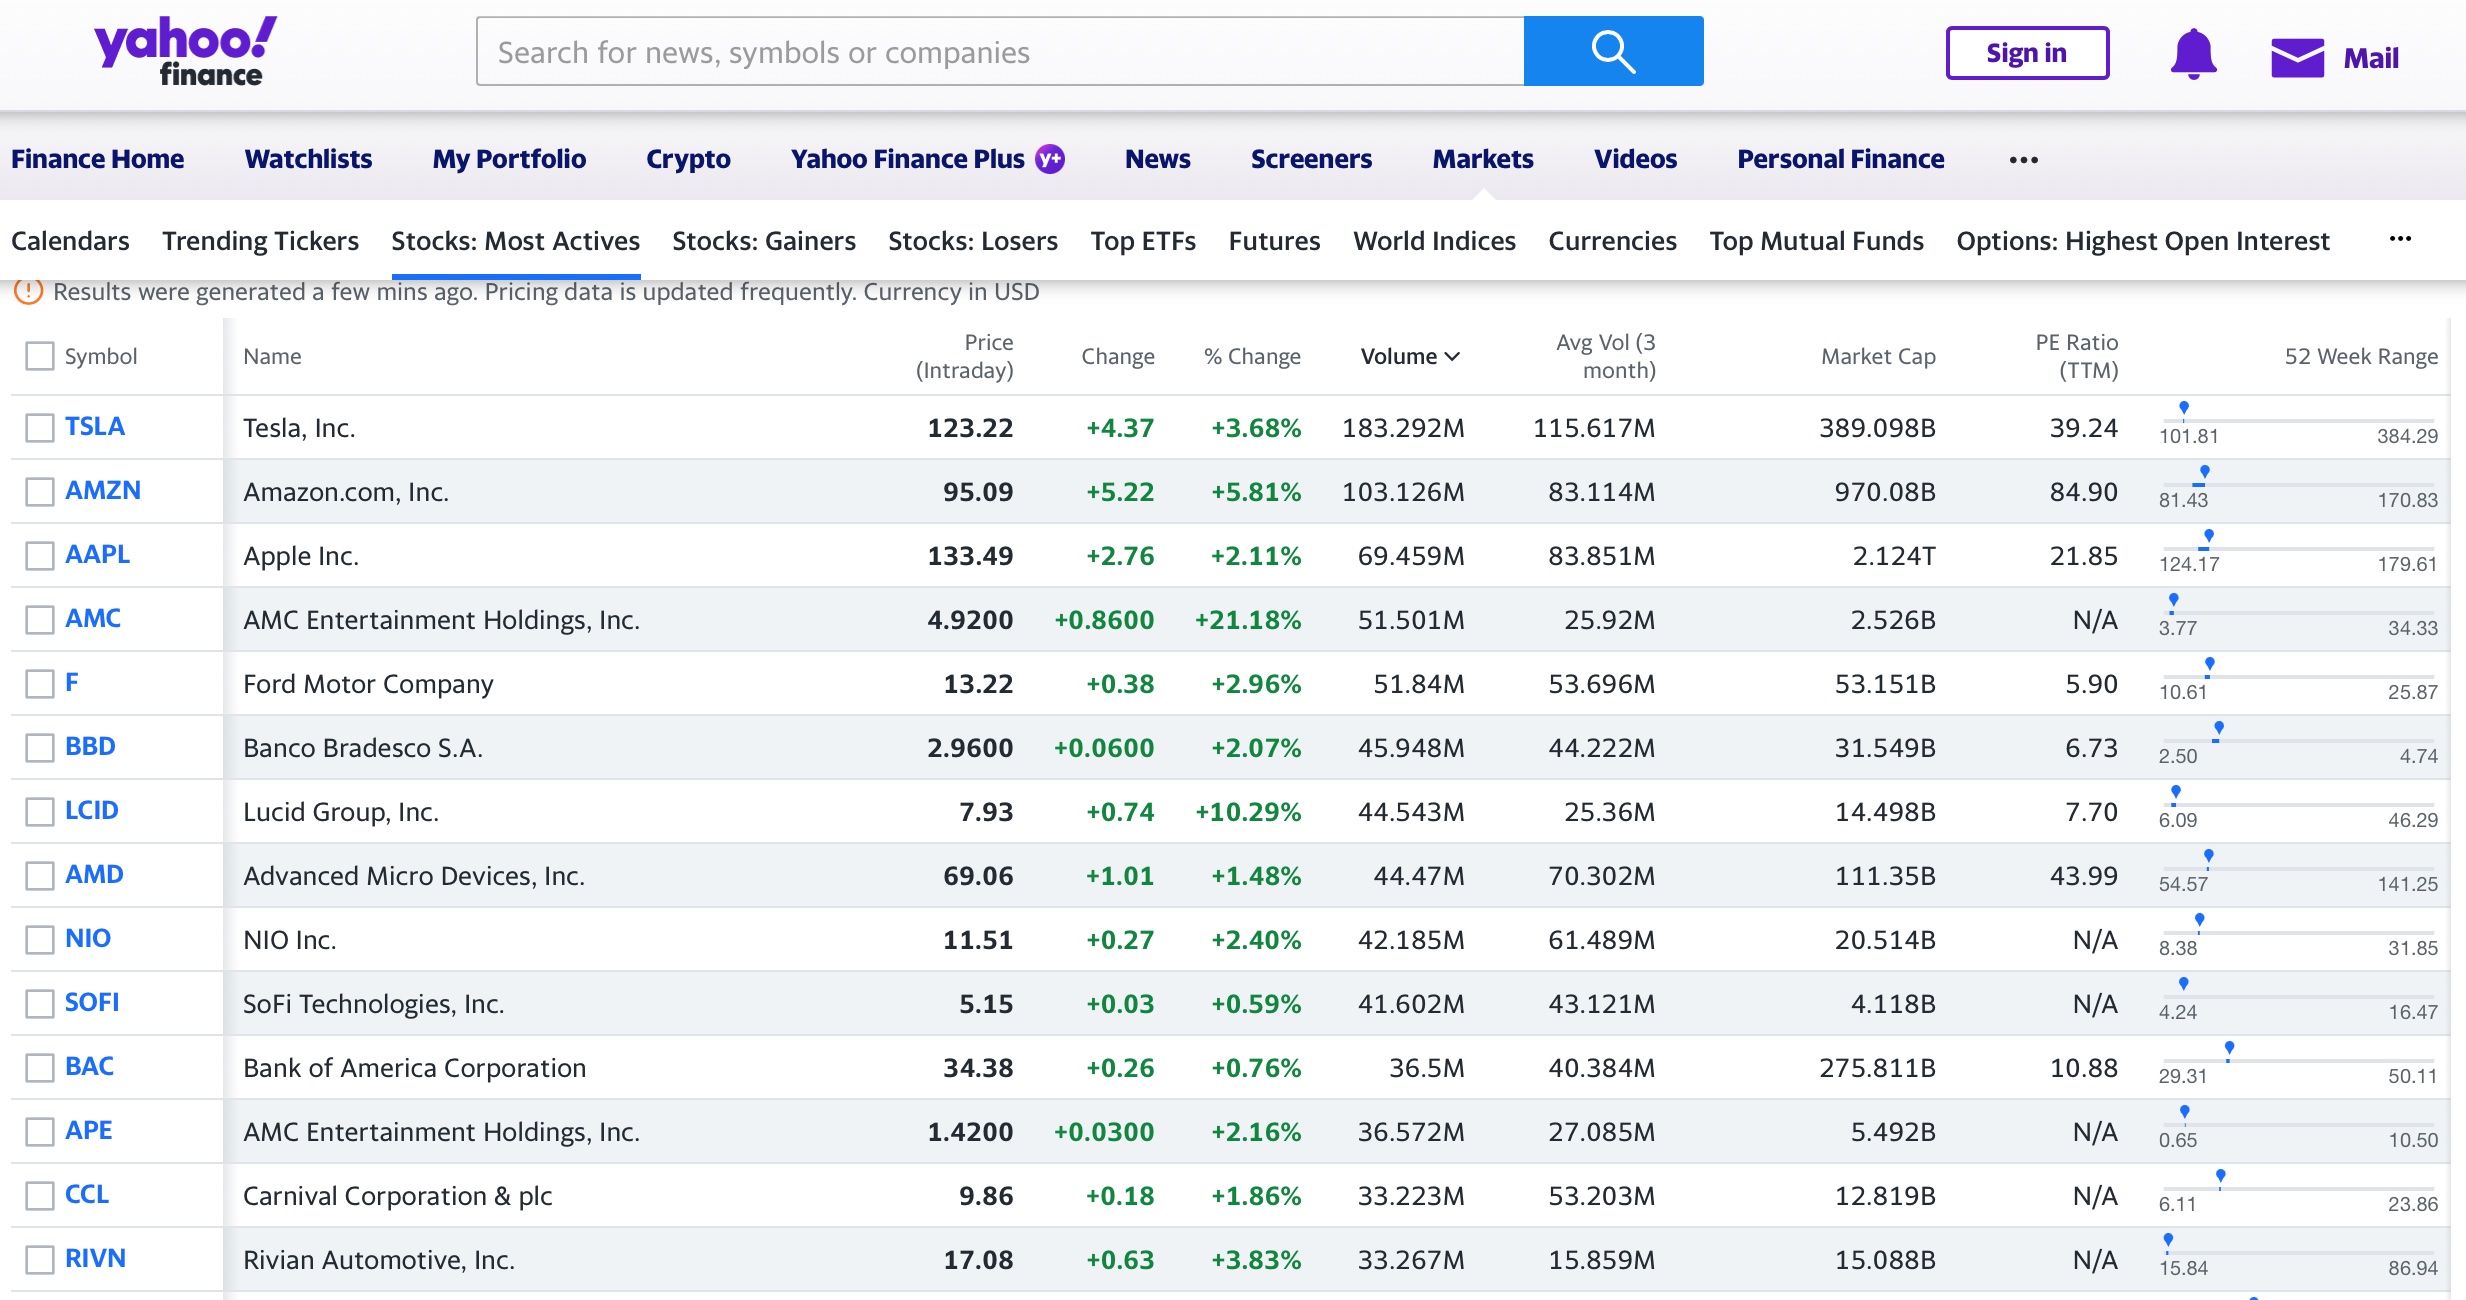 yahoo!
finance
Search for news, symbols or companies
Sign in
Mail
Finance Home Watchlists My Portfolio Crypto Yahoo Finance Plus y+ News Screeners Markets Videos Personal Finance •••
Calendars Trending Tickers Stocks: Most Actives Stocks: Gainers Stocks: Losers Top ETFs Futures World Indices Currencies Top Mutual Funds Options: Highest Open Interest •••
Results were generated a few mins ago. Pricing data is updated frequently. Currency in USD
Symbol Name Price (Intraday) Change % Change Volume Avg Vol (3 month) Market Cap PE Ratio (TTM) 52 Week Range
TSLA Tesla, Inc. 123.22 +4.37 +3.68% 183.292M 115.617M 389.098B 39.24 101.81 384.29
AMZN Amazon.com, Inc. 95.09 +5.22 +5.81% 103.126M 83.114M 970.08B 84.90 81.43 170.83
AAPL Apple Inc. 133.49 +2.76 +2.11% 69.459M 83.851M 2.124T 21.85 124.17 179.61
AMC AMC Entertainment Holdings, Inc. 4.9200 +0.8600 +21.18% 51.501M 25.92M 2.526B N/A 3.77 34.33
F Ford Motor Company 13.22 +0.38 +2.96% 51.84M 53.696M 53.151B 5.90 10.61 25.87
BBD Banco Bradesco S.A. 2.9600 +0.0600 +2.07% 45.948M 44.222M 31.549B 6.73 2.50 4.74
LCID Lucid Group, Inc. 7.93 +0.74 +10.29% 44.543M 25.36M 14.498B 7.70 6.09 46.29
AMD Advanced Micro Devices, Inc. 69.06 +1.01 +1.48% 44.47M 70.302M 111.35B 43.99 54.57 141.25
NIO NIO Inc. 11.51 +0.27 +2.40% 42.185M 61.489M 20.514B N/A 8.38 31.85
SOFI SoFi Technologies, Inc. 5.15 +0.03 +0.59% 41.602M 43.121M 4.118B N/A 4.24 16.47
BAC Bank of America Corporation 34.38 +0.26 +0.76% 36.5M 40.384M 275.811B 10.88 29.31 50.11
APE AMC Entertainment Holdings, Inc. 1.4200 +0.0300 +2.16% 36.572M 27.085M 5.492B N/A 0.65 10.50
CCL Carnival Corporation & plc 9.86 +0.18 +1.86% 33.223M 53.203M 12.819B N/A 6.11 23.86
RIVN Rivian Automotive, Inc. 17.08 +0.63 +3.83% 33.267M 15.859M 15.088B N/A 15.84 86.94